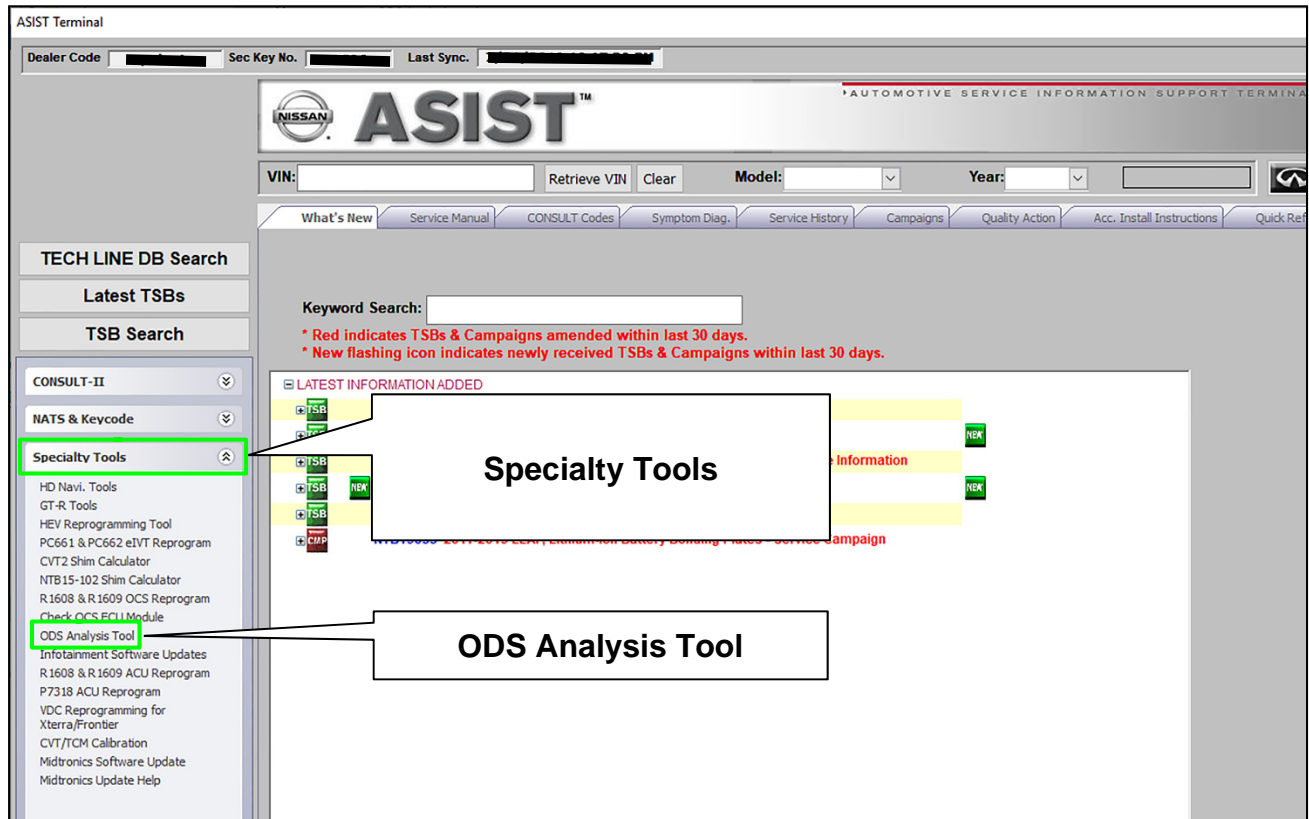 ASIST Terminal
Dealer Code
Sec Key No.
Last Sync.
NISSAN ASIST™
AUTOMOTIVE SERVICE INFORMATION SUPPORT
VIN: Retrieve VIN Clear Model: Year:
What's New Service Manual CONSULT Codes Symptom Diag. Service History Campaigns Quality Action Acc. Install Instructions Quick Ref
TECH LINE DB Search
Latest TSBs
TSB Search
Keyword Search:
* Red indicates TSBs & Campaigns amended within last 30 days.
* New flashing icon indicates newly received TSBs & Campaigns within last 30 days.
CONSULT-II
NATS & Keycode
Specialty Tools
HD Navi. Tools
GT-R Tools
HEV Reprogramming Tool
PC661 & PC662 eIVT Reprogram
CVT2 Shim Calculator
NTB15-102 Shim Calculator
R1608 & R1609 OCS Reprogram
Check OCS ECU Module
ODS Analysis Tool
Infotainment Software Updates
R1608 & R1609 ACU Reprogram
P7318 ACU Reprogram
VDC Reprogramming for
Xterra/Frontier
CVT/TCM Calibration
Midtronics Software Update
Midtronics Update Help
LATEST INFORMATION ADDED
TSB
NEW
TSB Information
TSB NEW NEW
TSB
CMP Campaign
Specialty Tools
ODS Analysis Tool